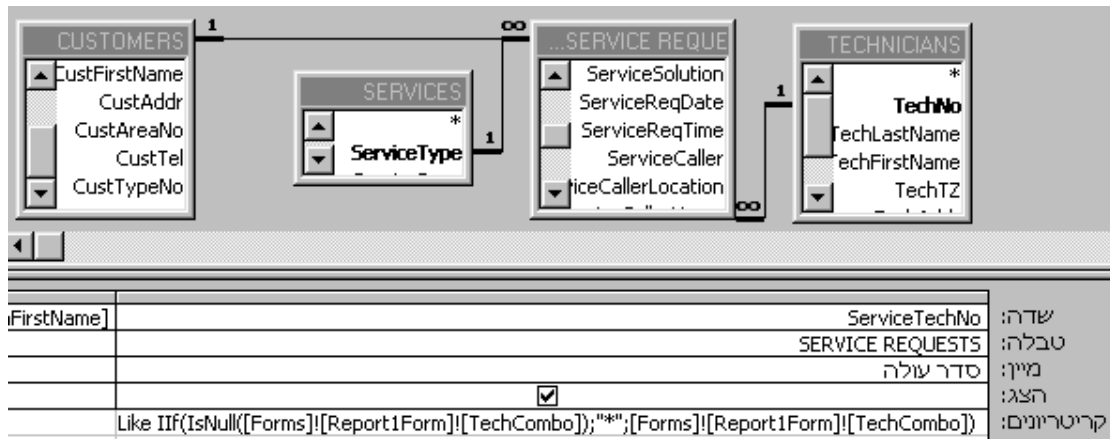 CUSTOMERS
CustFirstName
CustAddr
CustAreaNo
CustTel
CustTypeNo
1
SERVICES
*
ServiceType
1
∞
...SERVICE REQUE
ServiceSolution
ServiceReqDate
ServiceReqTime
ServiceCaller
iceCallerLocation
∞
1
TECHNICIANS
*
TechNo
TechLastName
TechFirstName
TechTZ
שדה: ServiceTechNo
nFirstName]
טבלה: SERVICE REQUESTS
מיין: סדר עולה
הצג:
קריטריונים: Like IIf(IsNull([Forms]![Report1Form]![TechCombo]);"*";[Forms]![Report1Form]![TechCombo])